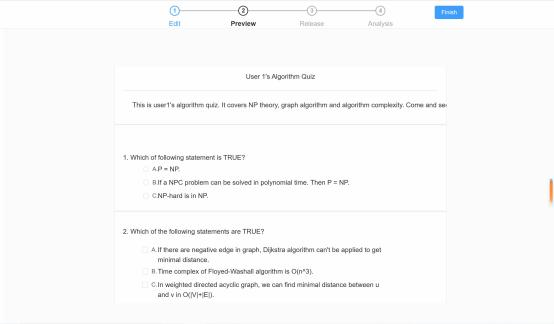 1 2 3 4
Edit Preview Release Analysis Finish
User 1's Algorithm Quiz
This is user1's algorithm quiz. It covers NP theory, graph algorithm and algorithm complexity. Come and se
1. Which of following statement is TRUE?
A.P = NP.
B.If a NPC problem can be solved in polynomial time. Then P = NP.
C.NP-hard is in NP.
2. Which of the following statements are TRUE?
A.If there are negative edge in graph, Dijkstra algorithm can't be applied to get
minimal distance.
B.Time complex of Floyed-Washall algorithm is O(n^3).
C.In weighted directed acyclic graph, we can find minimal distance between u
and v in O(|V|+|E|).